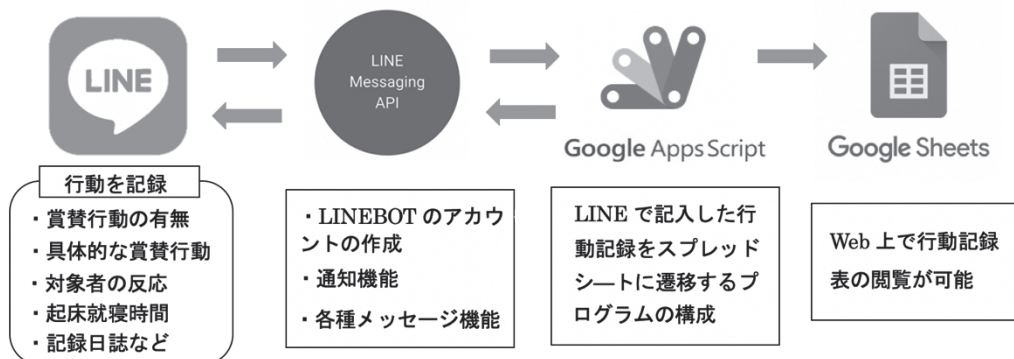 LINE
LINE
Messaging
API
Google Apps Script
Google Sheets
行動を記録
・賞賛行動の有無
・具体的な賞賛行動
・対象者の反応
・起床就寝時間
・記録日誌など
・LINEBOT のアカウ
ントの作成
・通知機能
・各種メッセージ機能
LINE で記入した行
動記録をスプレッド
シートに遷移するプ
ログラムの構成
Web 上で行動記録
表の閲覧が可能